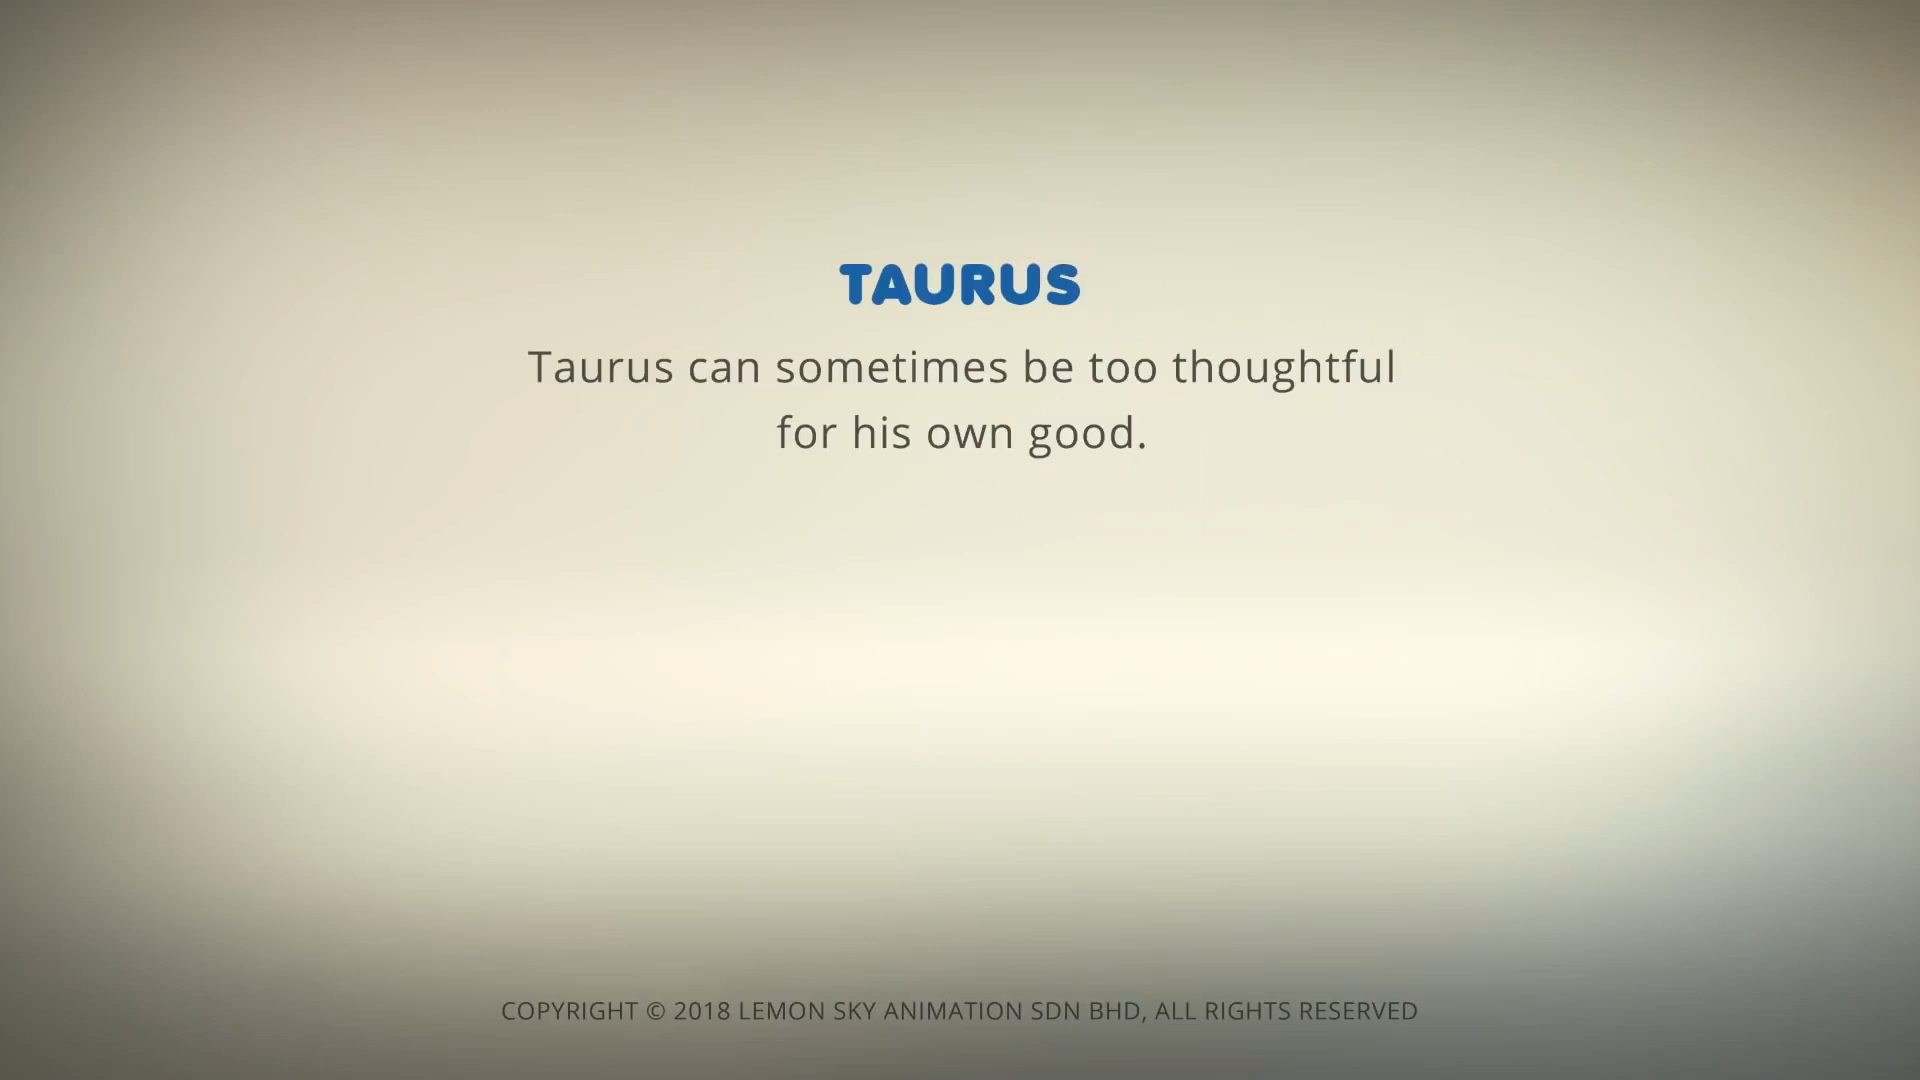 TAURUS
Taurus can sometimes be too thoughtful
for his own good.
COPYRIGHT © 2018 LEMON SKY ANIMATION SDN BHD, ALL RIGHTS RESERVED